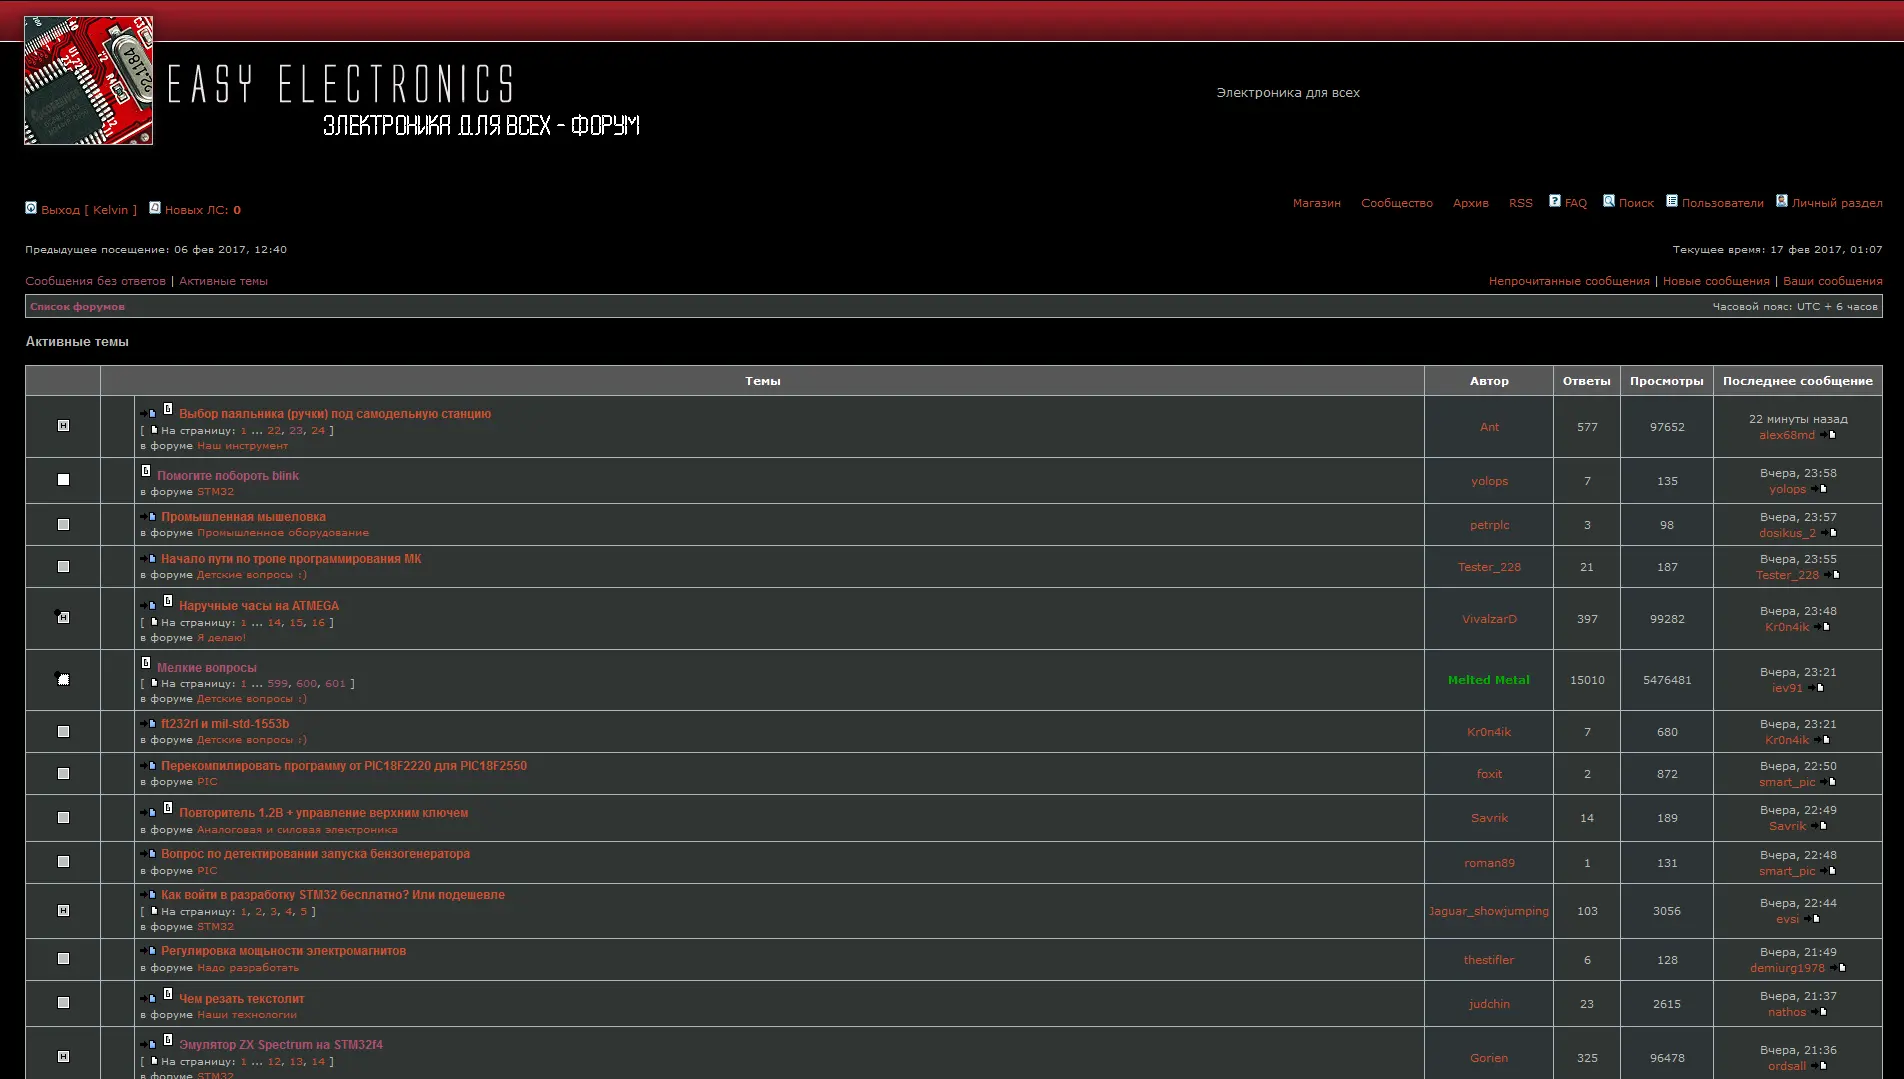 EASY ELECTRONICS
ЭЛЕКТРОНИКА ДЛЯ ВСЕХ - ФОРУМ
Электроника для всех
Выход [ Kelvin ] Новых ЛС: 0
Магазин Сообщество Архив RSS FAQ Поиск Пользователи Личный раздел
Предыдущее посещение: 06 фев 2017, 12:40
Текущее время: 17 фев 2017, 01:07
Сообщения без ответов | Активные темы
Непрочитанные сообщения | Новые сообщения | Ваши сообщения
Список форумов
Часовой пояс: UTC + 6 часов
Активные темы
Темы Автор Ответы Просмотры Последнее сообщение
Выбор паяльника (ручки) под самодельную станцию
[ На страницу: 1 ... 22, 23, 24 ]
в форуме Наш инструмент
Ant 577 97652
22 минуты назад
alex68md
Помогите побороть blink
в форуме STM32
yolops 7 135
Вчера, 23:58
yolops
Промышленная мышеловка
в форуме Промышленное оборудование
petrplc 3 98
Вчера, 23:57
dosikus_2
Начало пути по тропе программирования МК
в форуме Детские вопросы :)
Tester_228 21 187
Вчера, 23:55
Tester_228
Наручные часы на ATMEGA
[ На страницу: 1 ... 14, 15, 16 ]
в форуме Я делаю!
VivalzarD 397 99282
Вчера, 23:48
Kr0n4ik
Мелкие вопросы
[ На страницу: 1 ... 599, 600, 601 ]
в форуме Детские вопросы :)
Melted Metal 15010 5476481
Вчера, 23:21
iev91
ft232rl и mil-std-1553b
в форуме Детские вопросы :)
Kr0n4ik 7 680
Вчера, 23:21
Kr0n4ik
Перекомпилировать программу от PIC18F2220 для PIC18F2550
в форуме PIC
foxit 2 872
Вчера, 22:50
smart_pic
Повторитель 1.2В + управление верхним ключем
в форуме Аналоговая и силовая электроника
Savrik 14 189
Вчера, 22:49
Savrik
Вопрос по детектировании запуска бензогенератора
в форуме PIC
roman89 1 131
Вчера, 22:48
smart_pic
Как войти в разработку STM32 бесплатно? Или подешевле
[ На страницу: 1, 2, 3, 4, 5 ]
в форуме STM32
Jaguar_showjumping 103 3056
Вчера, 22:44
evsi
Регулировка мощьности электромагнитов
в форуме Надо разработать
thestifler 6 128
Вчера, 21:49
demiurg1978
Чем резать текстолит
в форуме Наши технологии
judchin 23 2615
Вчера, 21:37
nathos
Эмулятор ZX Spectrum на STM32f4
[ На страницу: 1 ... 12, 13, 14 ]
в форуме STM32
Gorien 325 96478
Вчера, 21:36
ordsall